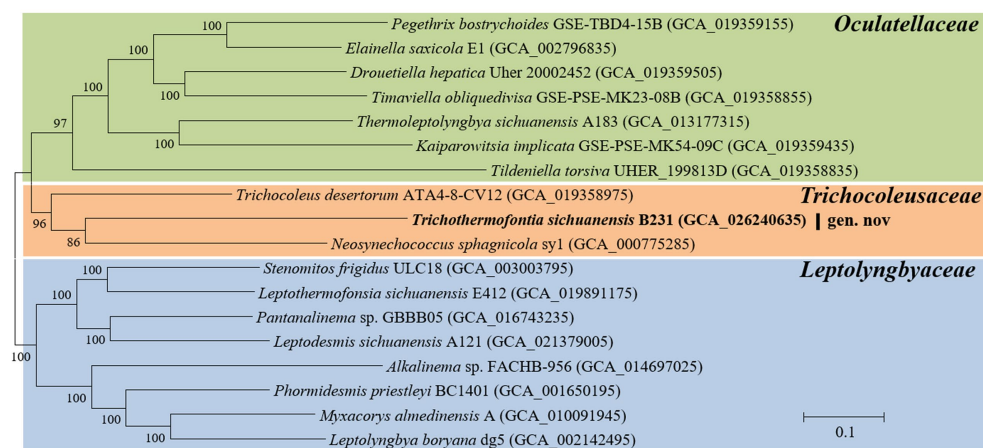 Oculatellaceae
100
Pegethrix bostrychoides GSE-TBD4-15B (GCA_019359155)
Elainella saxicola E1 (GCA_002796835)
100
Drouetiella hepatica Uher 20002452 (GCA_019359505)
100
Timaviella obliquedivisa GSE-PSE-MK23-08B (GCA_019358855)
100
Thermoleptolyngbya sichuanensis A183 (GCA_013177315)
97
100
Kaiparowitsia implicata GSE-PSE-MK54-09C (GCA_019359435)
Tildeniella torsiva UHER_199813D (GCA_019358835)
Trichocoleusaceae
Trichocoleus desertorum ATA4-8-CV12 (GCA_019358975)
96
Trichothermofontia sichuanensis B231 (GCA_026240635) gen. nov
86
Neosynechococcus sphagnicola sy1 (GCA_000775285)
Leptolyngbyaceae
100
Stenomitos frigidus ULC18 (GCA_003003795)
100
Leptothermofonsia sichuanensis E412 (GCA_019891175)
Pantanalinema sp. GBBB05 (GCA_016743235)
100
Leptodesmis sichuanensis A121 (GCA_021379005)
100
Alkalinema sp. FACHB-956 (GCA_014697025)
100
Phormidesmis priestleyi BC1401 (GCA_001650195)
100
Myxacorys almedinensis A (GCA_010091945)
100
Leptolyngbya boryana dg5 (GCA_002142495)
0.1